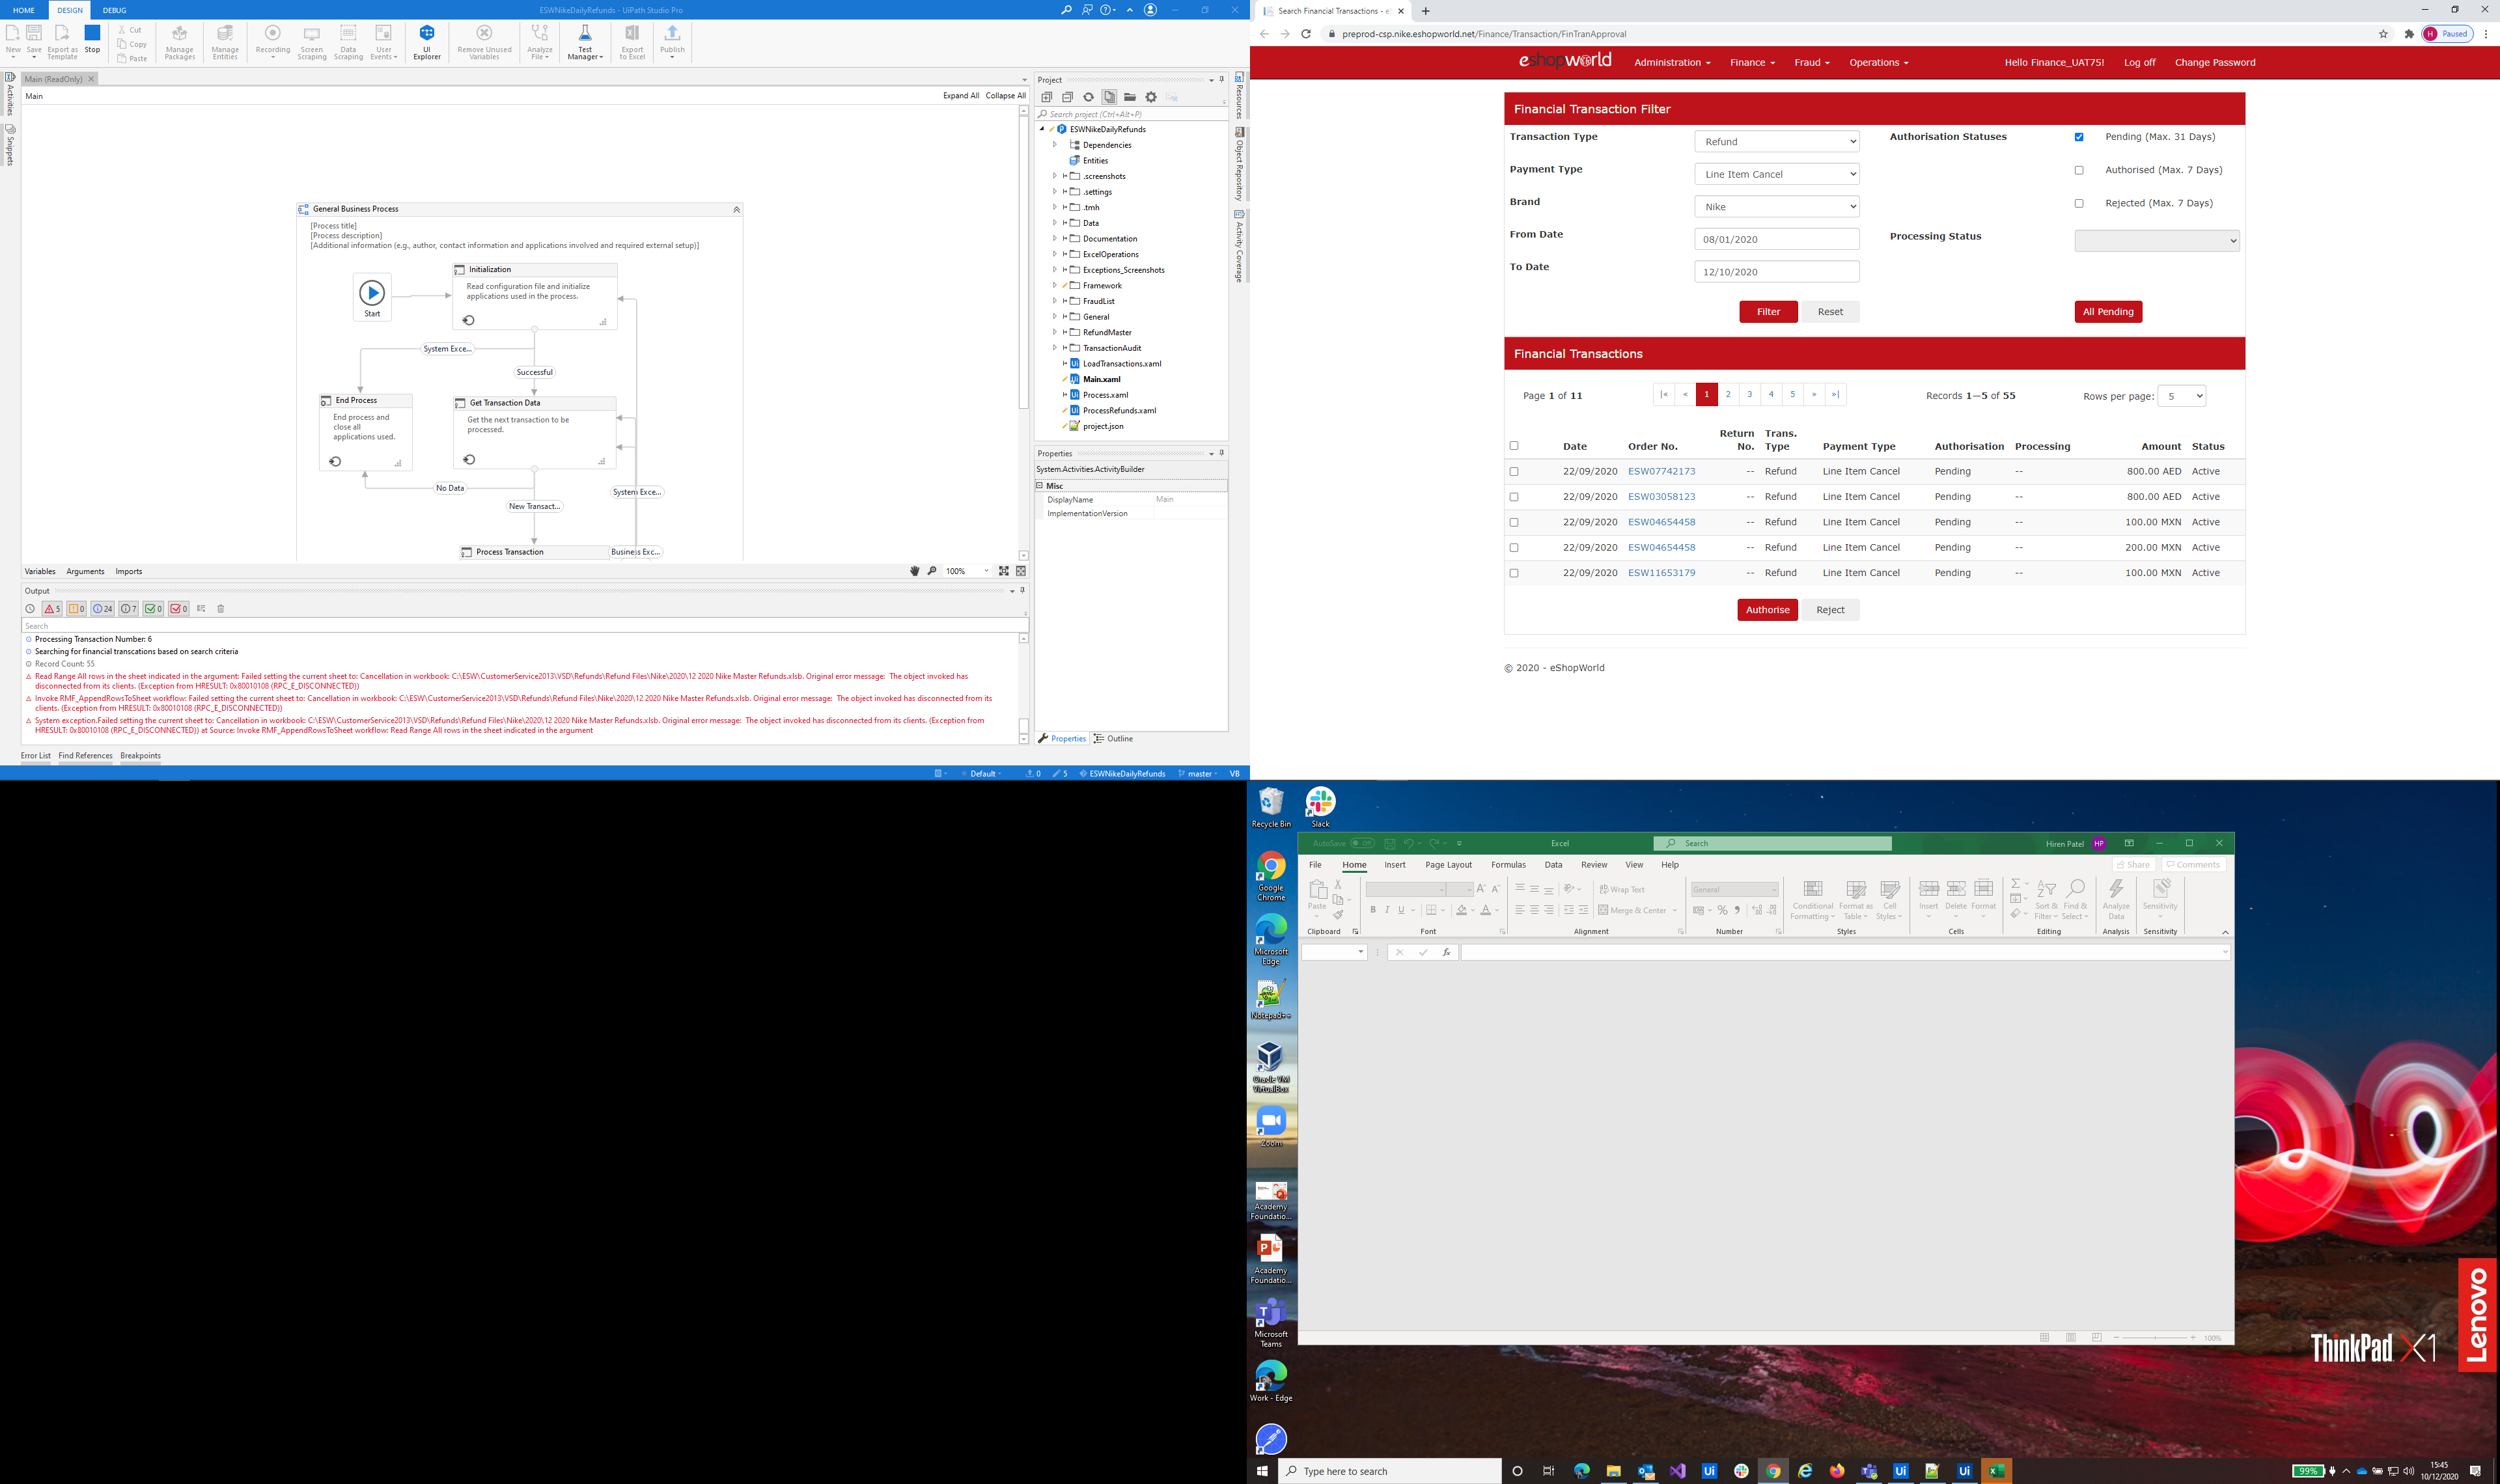 HOME DESIGN DEBUG
ESWNikeDailyRefunds - UiPath Studio Pro
New
Save
Export as Template
Stop
Cut
Copy
Paste
Manage Packages
Manage Entities
Recording
Screen Scraping
Data Scraping
User Events
UI Explorer
Remove Unused Variables
Analyze File
Test Manager
Export to Excel
Publish
Main (ReadOnly)
Main
Expand All Collapse All
Activities
Snippets
General Business Process
[Process title]
[Process description]
[Additional information (e.g., author, contact information and applications involved and required external setup)]
Start
Initialization
Read configuration file and initialize
applications used in the process.
System Exce...
Successful
End Process
End process and
close all
applications used.
Get Transaction Data
Get the next transaction to be
processed.
No Data
New Transact...
System Exce...
Process Transaction
Business Exc...
Variables Arguments Imports
100%
Output
5 0 24 7 0 0
Search
Processing Transaction Number: 6
Searching for financial transcations based on search criteria
Record Count: 55
Read Range All rows in the sheet indicated in the argument: Failed setting the current sheet to: Cancellation in workbook: C:\ESW\CustomerService2013\VSD\Refunds\Refund Files\Nike\2020\12 2020 Nike Master Refunds.xlsb. Original error message:  The object invoked has
disconnected from its clients. (Exception from HRESULT: 0x80010108 (RPC_E_DISCONNECTED))
Invoke RMF_AppendRowsToSheet workflow: Failed setting the current sheet to: Cancellation in workbook: C:\ESW\CustomerService2013\VSD\Refunds\Refund Files\Nike\2020\12 2020 Nike Master Refunds.xlsb. Original error message:  The object invoked has disconnected from its
clients. (Exception from HRESULT: 0x80010108 (RPC_E_DISCONNECTED))
System exception.Failed setting the current sheet to: Cancellation in workbook: C:\ESW\CustomerService2013\VSD\Refunds\Refund Files\Nike\2020\12 2020 Nike Master Refunds.xlsb. Original error message:  The object invoked has disconnected from its clients. (Exception from
HRESULT: 0x80010108 (RPC_E_DISCONNECTED)) at Source: Invoke RMF_AppendRowsToSheet workflow: Read Range All rows in the sheet indicated in the argument
Error List Find References Breakpoints
Default 0 5 ESWNikeDailyRefunds master VB
Project
Search project (Ctrl+Alt+P)
ESWNikeDailyRefunds
Dependencies
Entities
.screenshots
.settings
.tmh
Data
Documentation
ExcelOperations
Exceptions_Screenshots
Framework
FraudList
General
RefundMaster
TransactionAudit
LoadTransactions.xaml
Main.xaml
Process.xaml
ProcessRefunds.xaml
project.json
Properties
System.Activities.ActivityBuilder
Misc
DisplayName Main
ImplementationVersion
Properties Outline
Resources
Object Repository
Activity Coverage
Search Financial Transactions - e
preprod-csp.nike.eshopworld.net/Finance/Transaction/FinTranApproval
H Paused
eshopworld
Administration Finance Fraud Operations
Hello Finance_UAT75! Log off Change Password
Financial Transaction Filter
Transaction Type Refund
Authorisation Statuses Pending (Max. 31 Days)
Payment Type Line Item Cancel
Authorised (Max. 7 Days)
Brand Nike
Rejected (Max. 7 Days)
From Date 08/01/2020
Processing Status
To Date 12/10/2020
Filter Reset All Pending
Financial Transactions
Page 1 of 11 |« « 1 2 3 4 5 » »| Records 1—5 of 55 Rows per page: 5
Date Order No. Return No. Trans. Type Payment Type Authorisation Processing Amount Status
22/09/2020 ESW07742173 -- Refund Line Item Cancel Pending -- 800.00 AED Active
22/09/2020 ESW03058123 -- Refund Line Item Cancel Pending -- 800.00 AED Active
22/09/2020 ESW04654458 -- Refund Line Item Cancel Pending -- 100.00 MXN Active
22/09/2020 ESW04654458 -- Refund Line Item Cancel Pending -- 200.00 MXN Active
22/09/2020 ESW11653179 -- Refund Line Item Cancel Pending -- 100.00 MXN Active
Authorise Reject
© 2020 - eShopWorld
Recycle Bin
Slack
Google Chrome
Microsoft Edge
Notepad++
Oracle VM VirtualBox
Zoom
Academy Foundatio...
Academy Foundatio...
Microsoft Teams
Work - Edge
AutoSave Off
Excel
Search
Hiren Patel HP
File Home Insert Page Layout Formulas Data Review View Help
Share Comments
Paste
Wrap Text
Merge & Center
General
Conditional Formatting
Format as Table
Cell Styles
Insert Delete Format
Sort & Filter
Find & Select
Analyze Data
Sensitivity
Clipboard Font Alignment Number Styles Cells Editing Analysis Sensitivity
fx
100%
ThinkPad X1
Lenovo
Type here to search
99%
15:45
10/12/2020